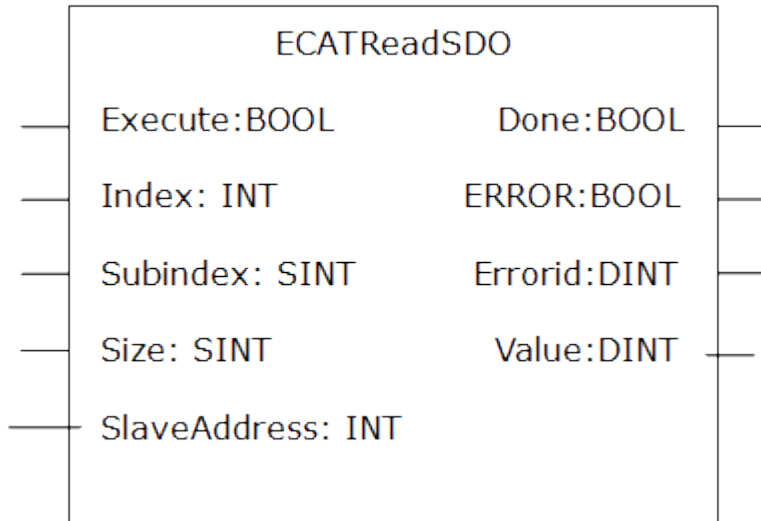 ECATReadSDO
Execute:BOOL Done:BOOL
Index: INT ERROR:BOOL
Subindex: SINT Errorid:DINT
Size: SINT Value:DINT
SlaveAddress: INT